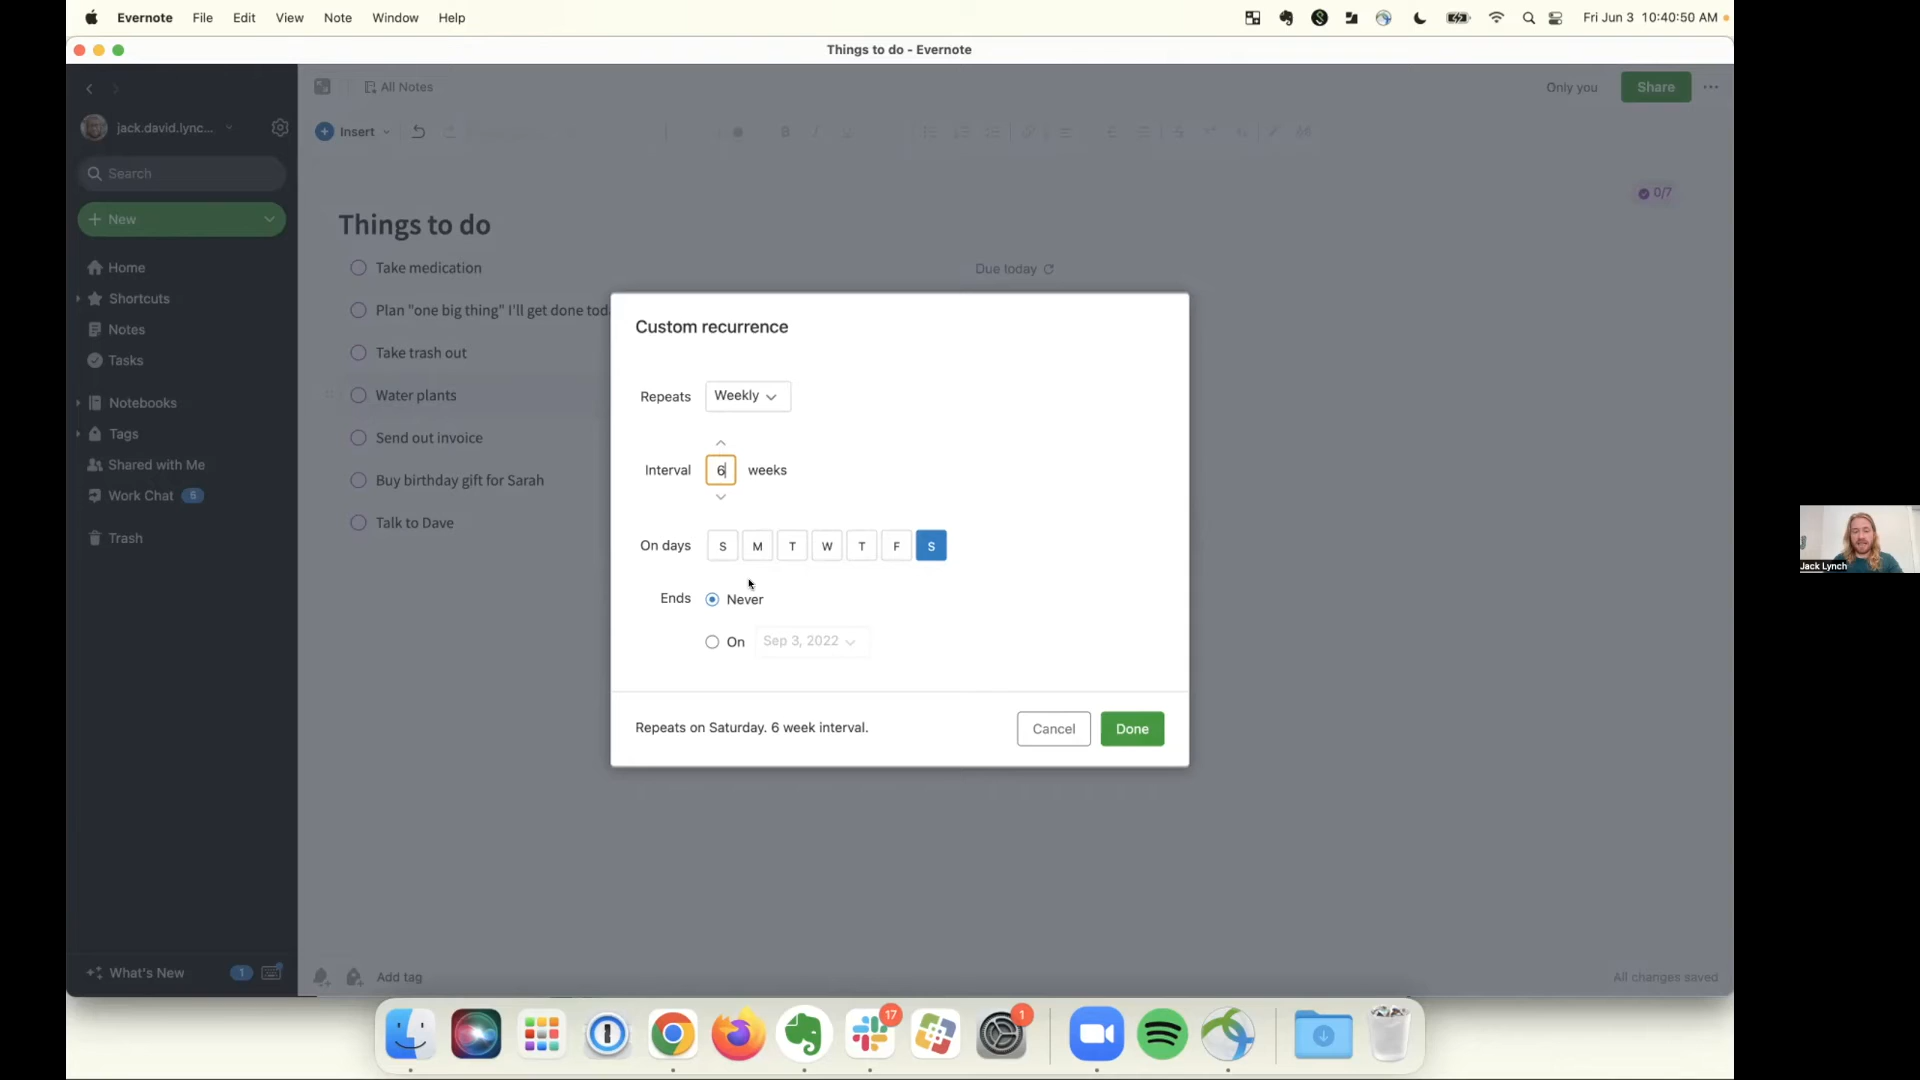 Evernote File Edit View Note Window Help
Fri Jun 3 10:40:50 AM
Things to do - Evernote
All Notes
Only you
Share
jack.david.lync...
Insert
Search
0/7
New
Things to do
Home
Take medication
Due today
Shortcuts
Plan "one big thing" I'll get done tod
Notes
Custom recurrence
Take trash out
Tasks
Water plants
Repeats Weekly
Notebooks
Tags
Send out invoice
Shared with Me
Interval 6 weeks
Buy birthday gift for Sarah
Work Chat 6
Talk to Dave
Trash
On days S M T W T F S
Ends Never
On Sep 3, 2022
Repeats on Saturday. 6 week interval.
Cancel
Done
Jack Lynch
What's New 1
Add tag
All changes saved
17
1